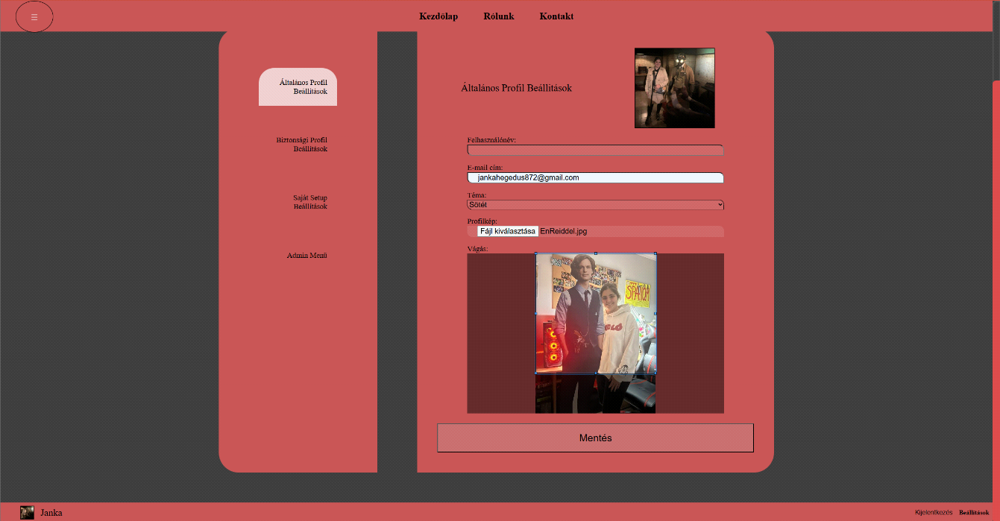 ☰
Kezdőlap Rólunk Kontakt
Általános Profil
Beállítások
Biztonsági Profil
Beállítások
Saját Setup
Beállítások
Admin Menü
Általános Profil Beállítások
Felhasználónév:
E-mail cím:
jankahegedus872@gmail.com
Téma:
Sötét
Profilkép:
Fájl kiválasztása EnReiddel.jpg
Vágás:
Mentés
Janka
Kijelentkezés Beállítások